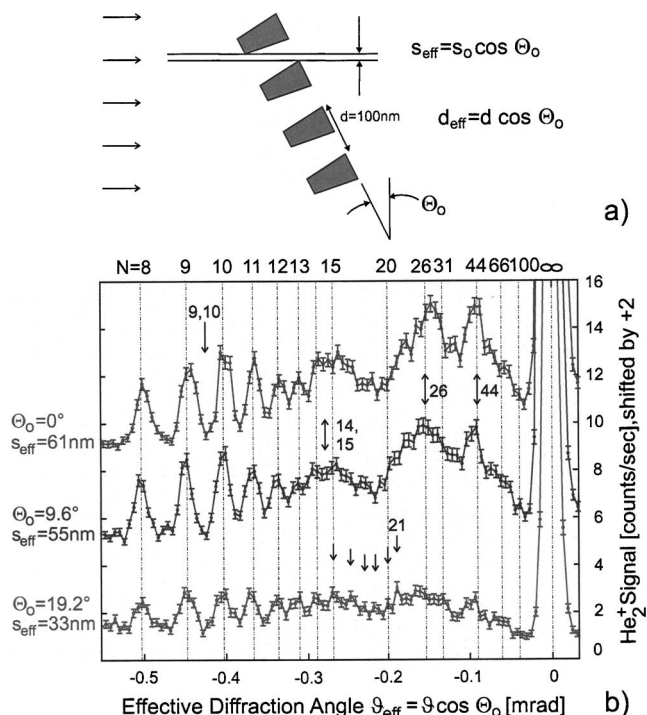 s_eff=s_o cos Θ_o
d=100nm
d_eff=d cos Θ_o
Θ_o
a)
N=8 9 10 11 12 13 15 20 26 31 44 66 100 ∞
9,10
16
14
12
10
8
6
4
2
0
26
44
Θ_o=0°
s_eff=61nm
14,
15
Θ_o=9.6°
s_eff=55nm
21
Θ_o=19.2°
s_eff=33nm
He₂⁺Signal [counts/sec],shifted by +2
-0.5 -0.4 -0.3 -0.2 -0.1 0
Effective Diffraction Angle ϑ_eff=ϑcos Θ_o [mrad]
b)